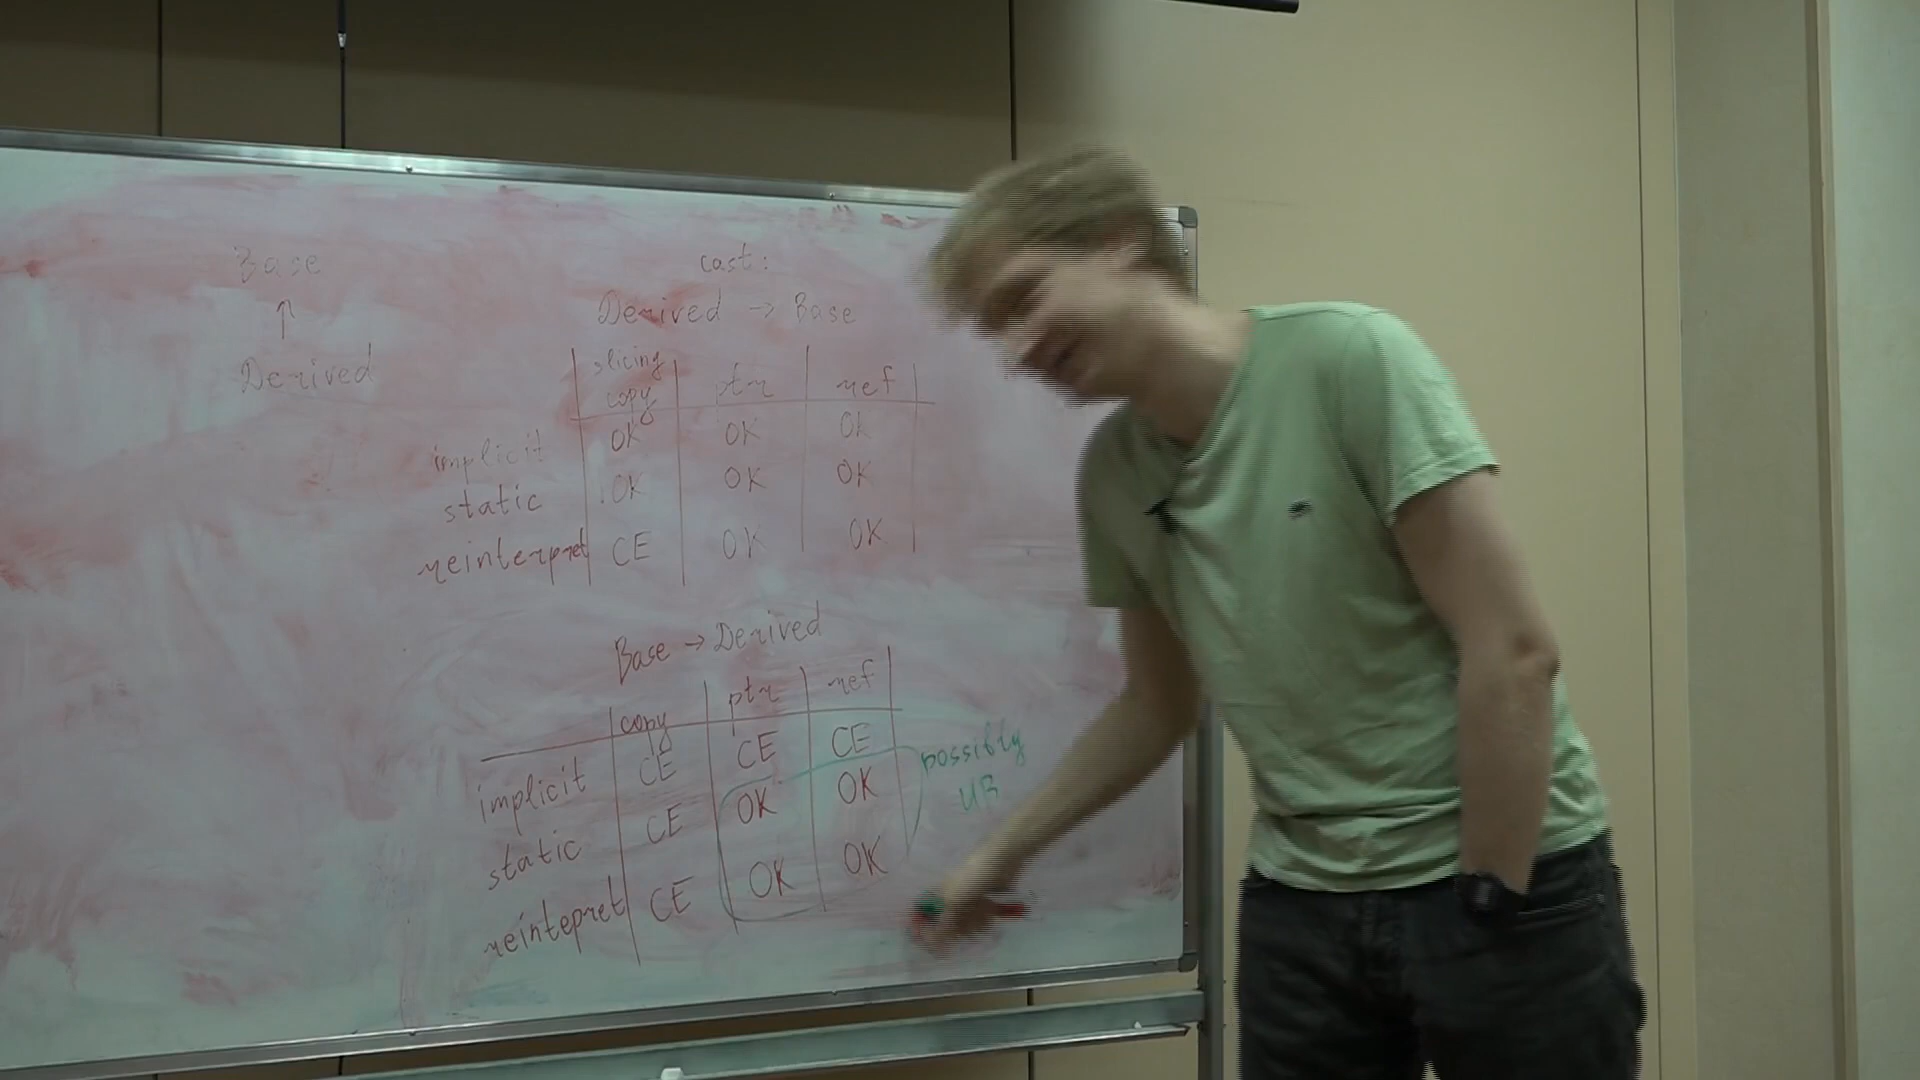 Base
↑
Derived
cast:
Derived → Base
slicing copy ptr ref
implicit OK OK OK
static OK OK OK
reinterpret CE OK OK
Base → Derived
copy ptr ref
implicit CE CE CE
static CE OK OK
reintepret CE OK OK
possibly
UB